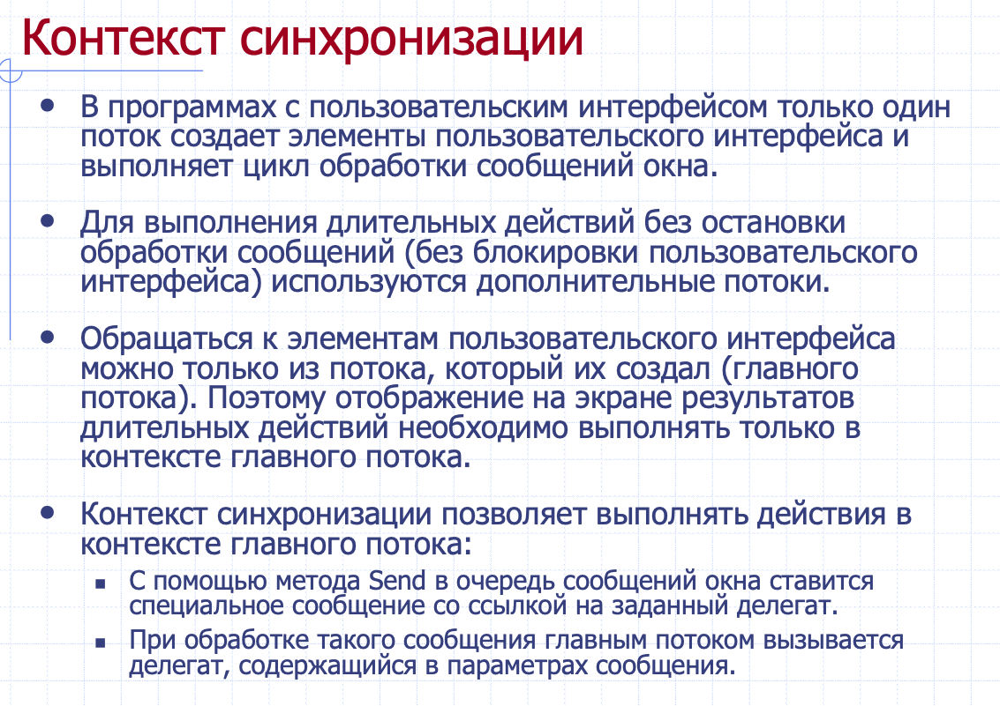 Контекст синхронизации
• В программах с пользовательским интерфейсом только один
поток создает элементы пользовательского интерфейса и
выполняет цикл обработки сообщений окна.
• Для выполнения длительных действий без остановки
обработки сообщений (без блокировки пользовательского
интерфейса) используются дополнительные потоки.
• Обращаться к элементам пользовательского интерфейса
можно только из потока, который их создал (главного
потока). Поэтому отображение на экране результатов
длительных действий необходимо выполнять только в
контексте главного потока.
• Контекст синхронизации позволяет выполнять действия в
контексте главного потока:
▪ С помощью метода Send в очередь сообщений окна ставится
специальное сообщение со ссылкой на заданный делегат.
▪ При обработке такого сообщения главным потоком вызывается
делегат, содержащийся в параметрах сообщения.